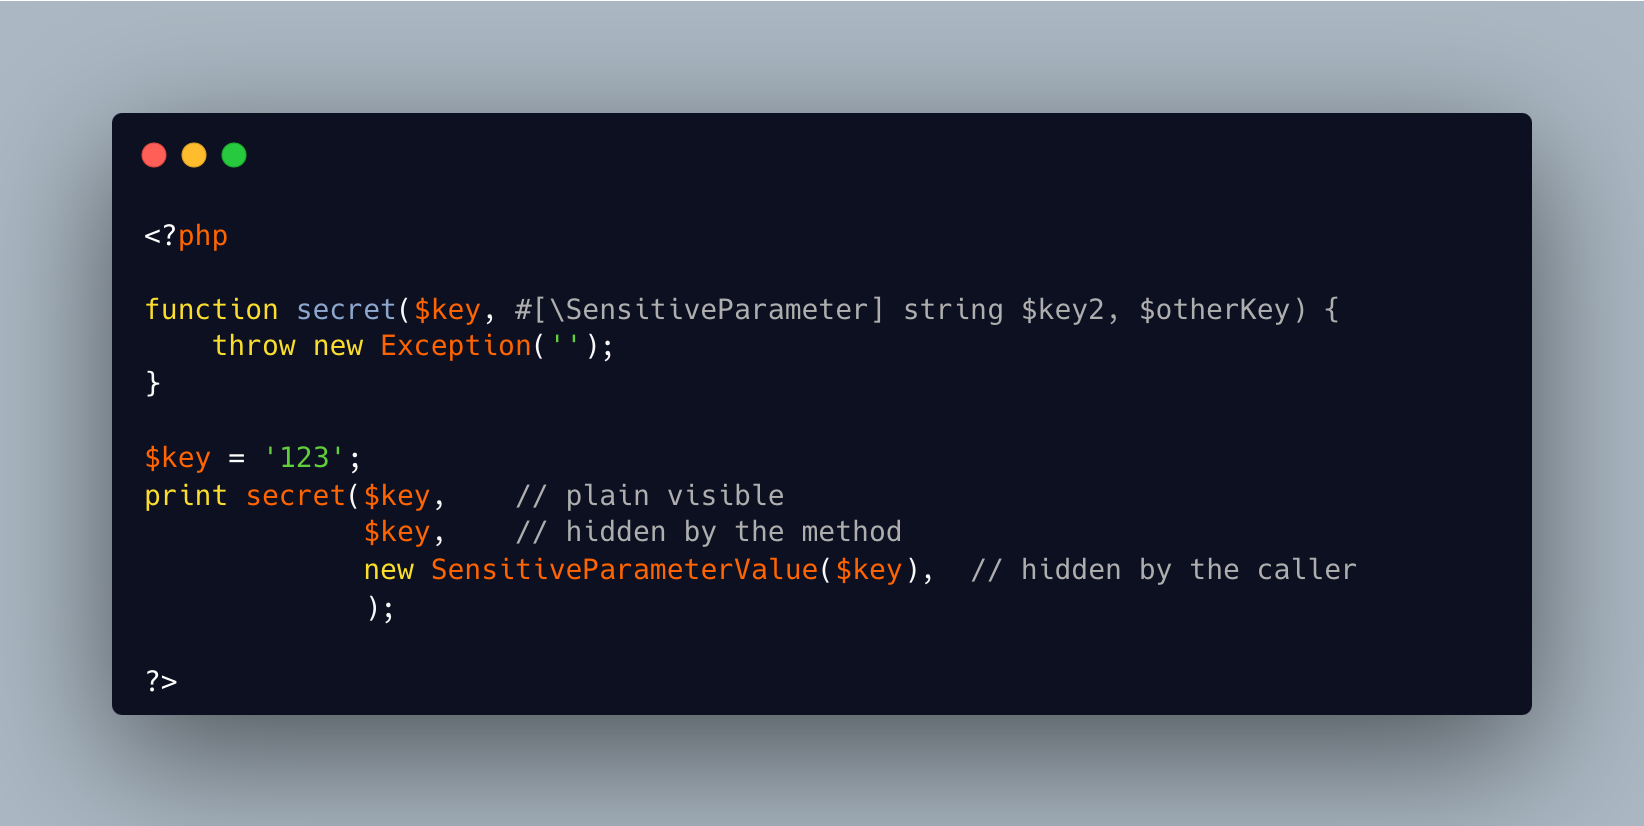 <?php
function secret($key, #[\SensitiveParameter] string $key2, $otherKey) {
    throw new Exception('');
}
$key = '123';
print secret($key,    // plain visible
             $key,    // hidden by the method
             new SensitiveParameterValue($key),  // hidden by the caller
             );
?>